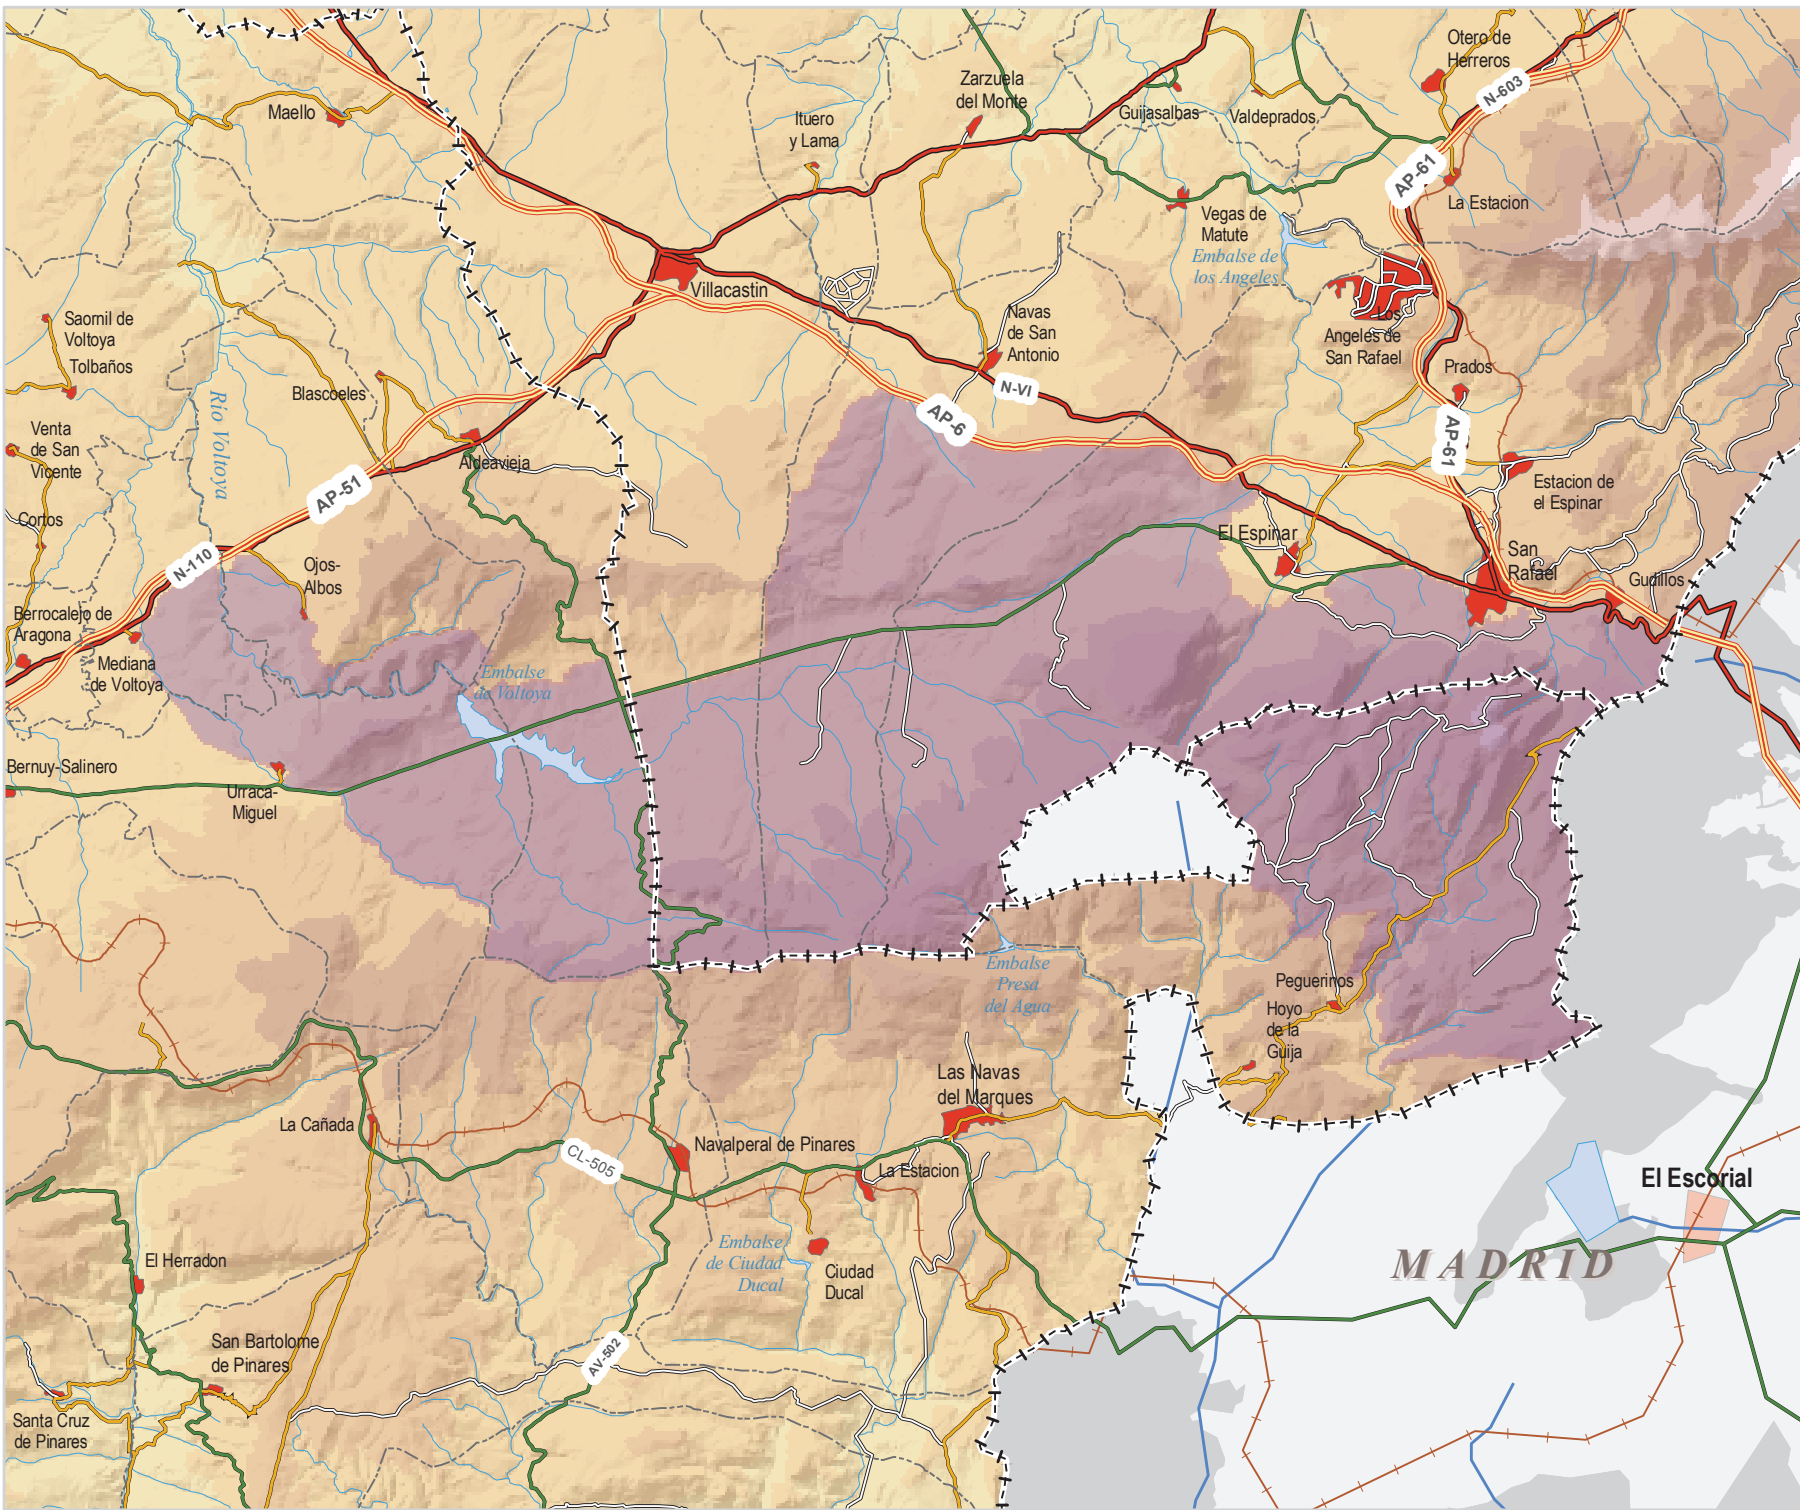 Otero de
Herreros
N-603
Zarzuela
del Monte
Maello
Ituero
y Lama
Guijasalbas
Valdeprados
AP-61
La Estacion
Vegas de
Matute
Embalse de
los Angeles
Villacastin
Saornil de
Voltoya
Tolbaños
Navas
de San
Antonio
Los
Angeles de
San Rafael
Prados
Blascoeles
Río Voltoya
N-VI
AP-6
AP-61
Venta
de San
Vicente
Aldeavieja
AP-51
Estacion de
el Espinar
Cortos
El Espinar
N-110
Ojos-
Albos
San
Rafael
Gudillos
Berrocalejo de
Aragona
Mediana
de Voltoya
Embalse
de Voltoya
Bernuy-Salinero
Urraca-
Miguel
Embalse
Presa
del Agua
Peguerinos
Hoyo
de la
Guija
Las Navas
del Marques
La Cañada
Navalperal de Pinares
CL-505
La Estacion
El Escorial
Embalse
de Ciudad
Ducal
Ciudad
Ducal
MADRID
El Herradon
San Bartolome
de Pinares
AV-502
Santa Cruz
de Pinares